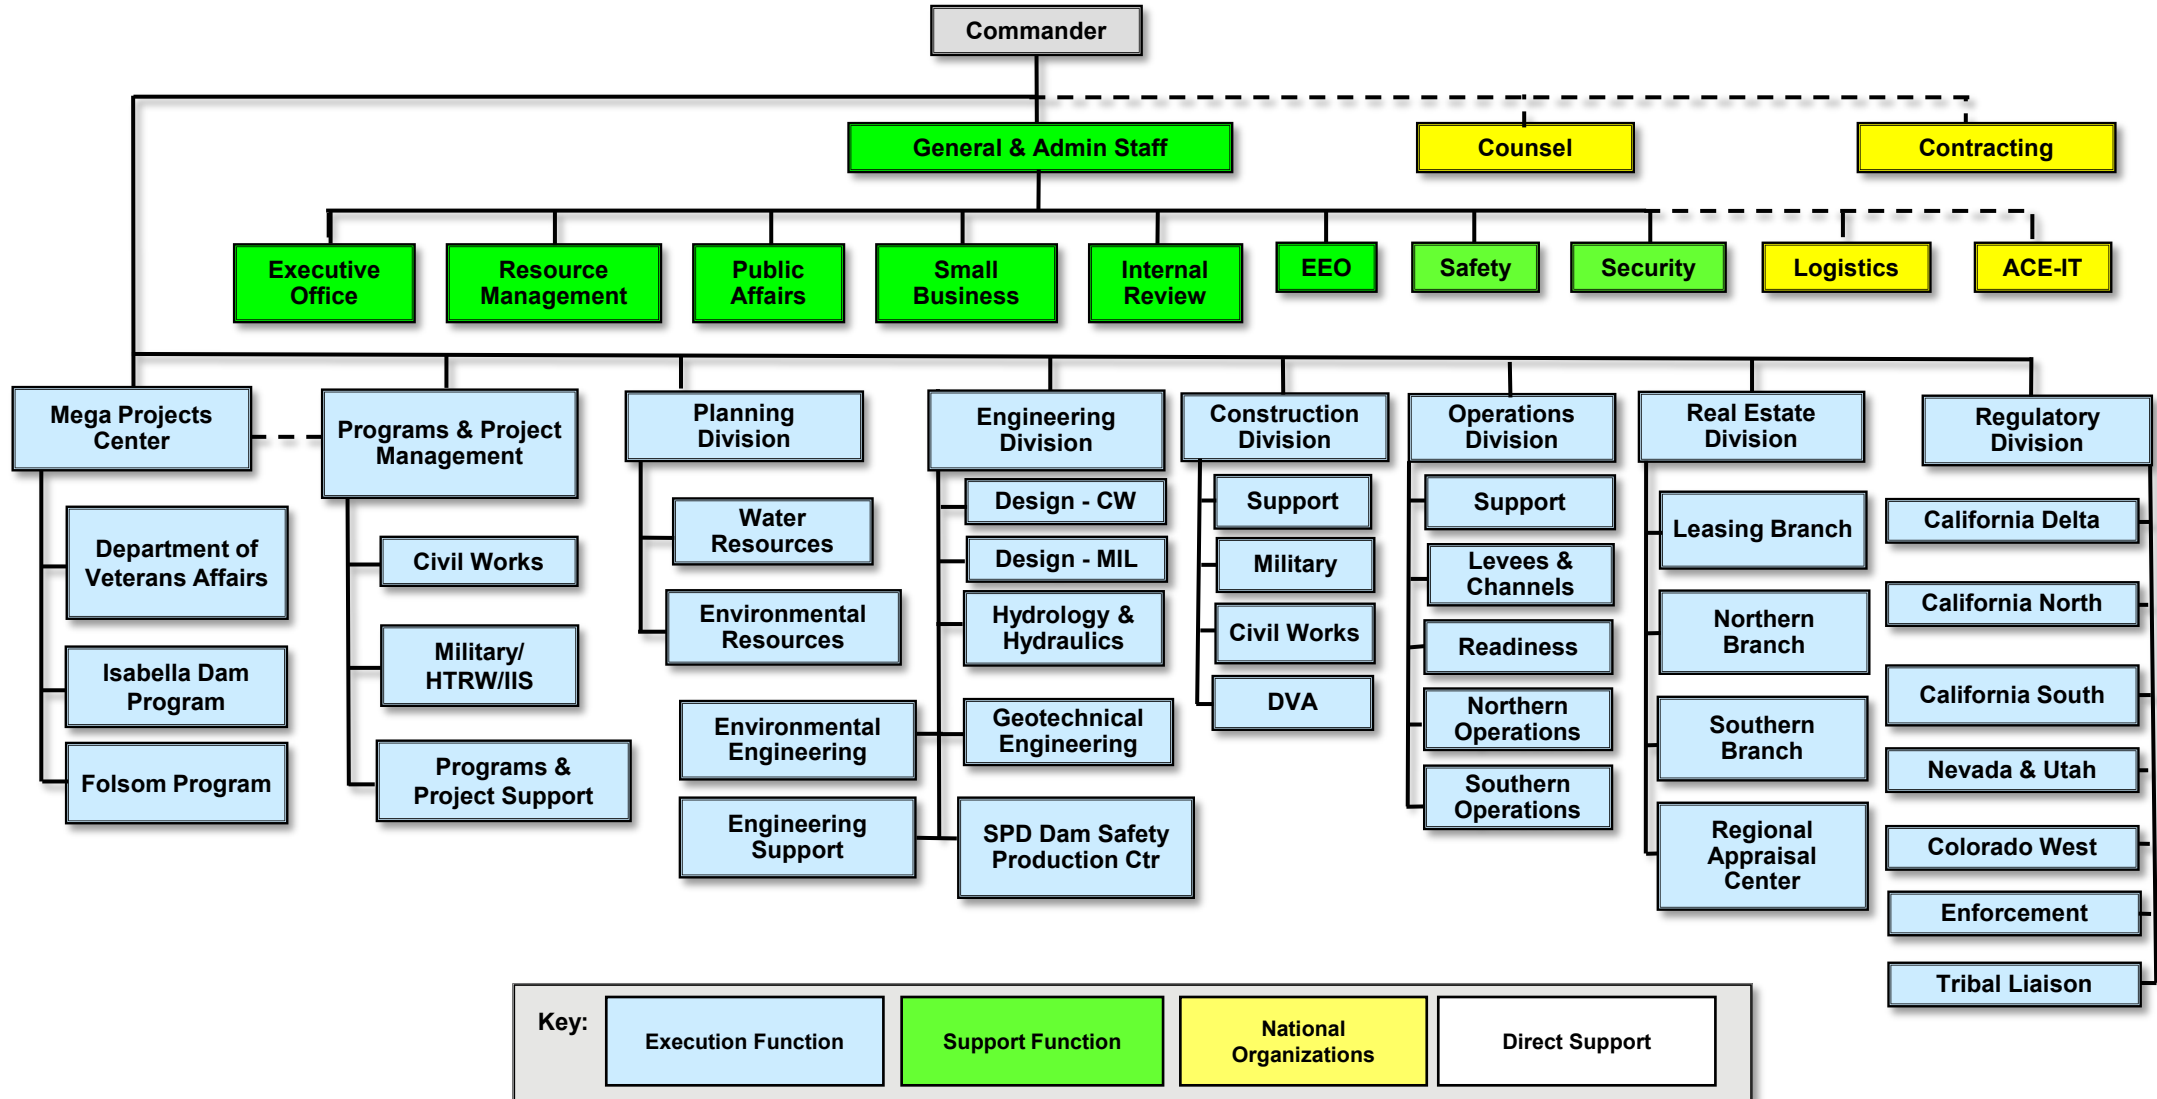 Commander
General & Admin Staff
Counsel
Contracting
Executive
Office
Resource
Management
Public
Affairs
Small
Business
Internal
Review
EEO
Safety
Security
Logistics
ACE-IT
Mega Projects
Center
Programs & Project
Management
Planning
Division
Engineering
Division
Construction
Division
Operations
Division
Real Estate
Division
Regulatory
Division
Department of
Veterans Affairs
Isabella Dam
Program
Folsom Program
Civil Works
Military/
HTRW/IIS
Programs &
Project Support
Water
Resources
Environmental
Resources
Design - CW
Design - MIL
Hydrology &
Hydraulics
Environmental
Engineering
Geotechnical
Engineering
Engineering
Support
SPD Dam Safety
Production Ctr
Support
Military
Civil Works
DVA
Support
Levees &
Channels
Readiness
Northern
Operations
Southern
Operations
Leasing Branch
Northern
Branch
Southern
Branch
Regional
Appraisal
Center
California Delta
California North
California South
Nevada & Utah
Colorado West
Enforcement
Tribal Liaison
Key:
Execution Function
Support Function
National
Organizations
Direct Support